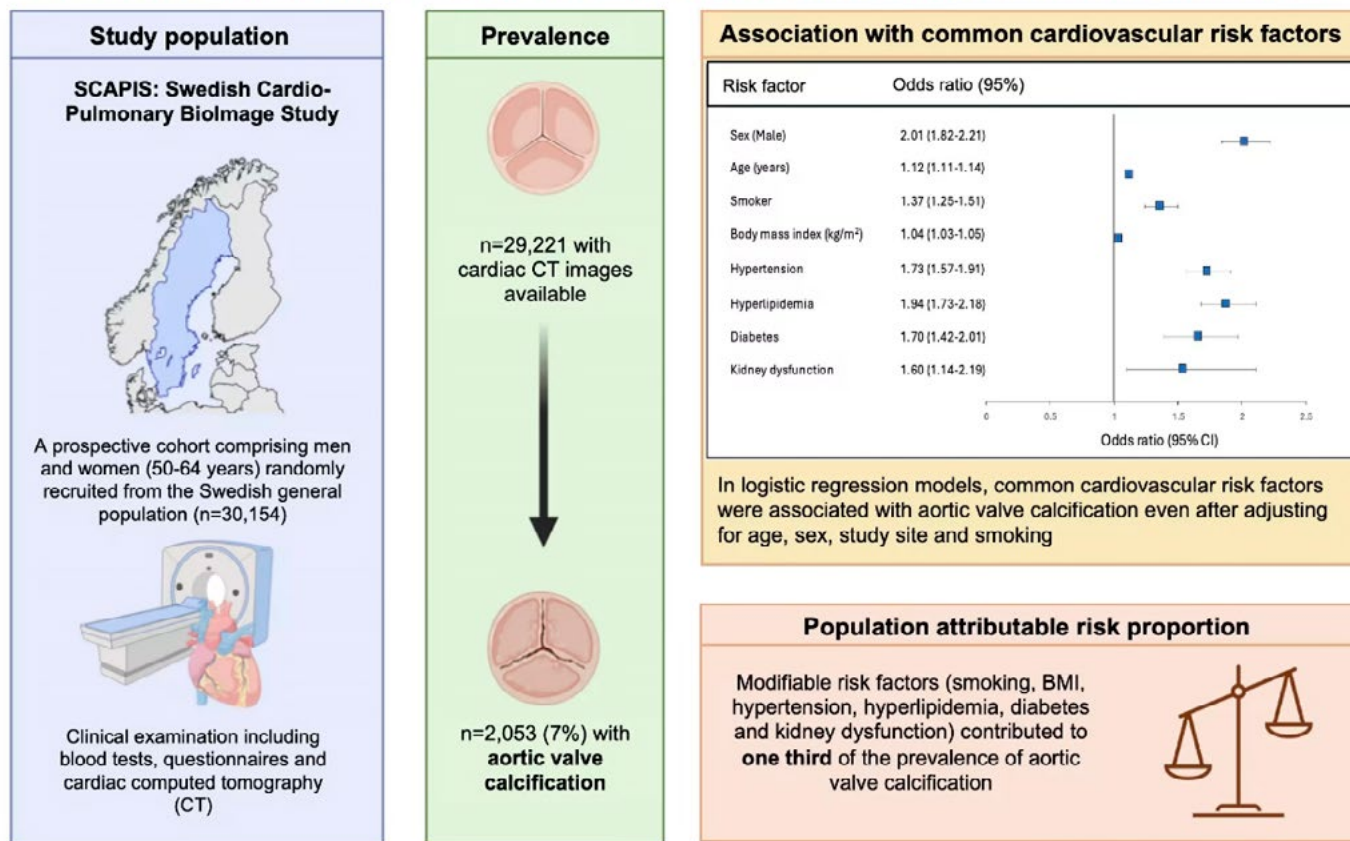 Study population
SCAPIS: Swedish Cardio-
Pulmonary BioImage Study
A prospective cohort comprising men
and women (50-64 years) randomly
recruited from the Swedish general
population (n=30,154)
Clinical examination including
blood tests, questionnaires and
cardiac computed tomography
(CT)
Prevalence
n=29,221 with
cardiac CT images
available
n=2,053 (7%) with
aortic valve
calcification
Association with common cardiovascular risk factors
Risk factor Odds ratio (95%)
Sex (Male) 2.01 (1.82-2.21)
Age (years) 1.12 (1.11-1.14)
Smoker 1.37 (1.25-1.51)
Body mass index (kg/m²) 1.04 (1.03-1.05)
Hypertension 1.73 (1.57-1.91)
Hyperlipidemia 1.94 (1.73-2.18)
Diabetes 1.70 (1.42-2.01)
Kidney dysfunction 1.60 (1.14-2.19)
0 0.5 1 1.5 2 2.5
Odds ratio (95% CI)
In logistic regression models, common cardiovascular risk factors
were associated with aortic valve calcification even after adjusting
for age, sex, study site and smoking
Population attributable risk proportion
Modifiable risk factors (smoking, BMI,
hypertension, hyperlipidemia, diabetes
and kidney dysfunction) contributed to
one third of the prevalence of aortic
valve calcification